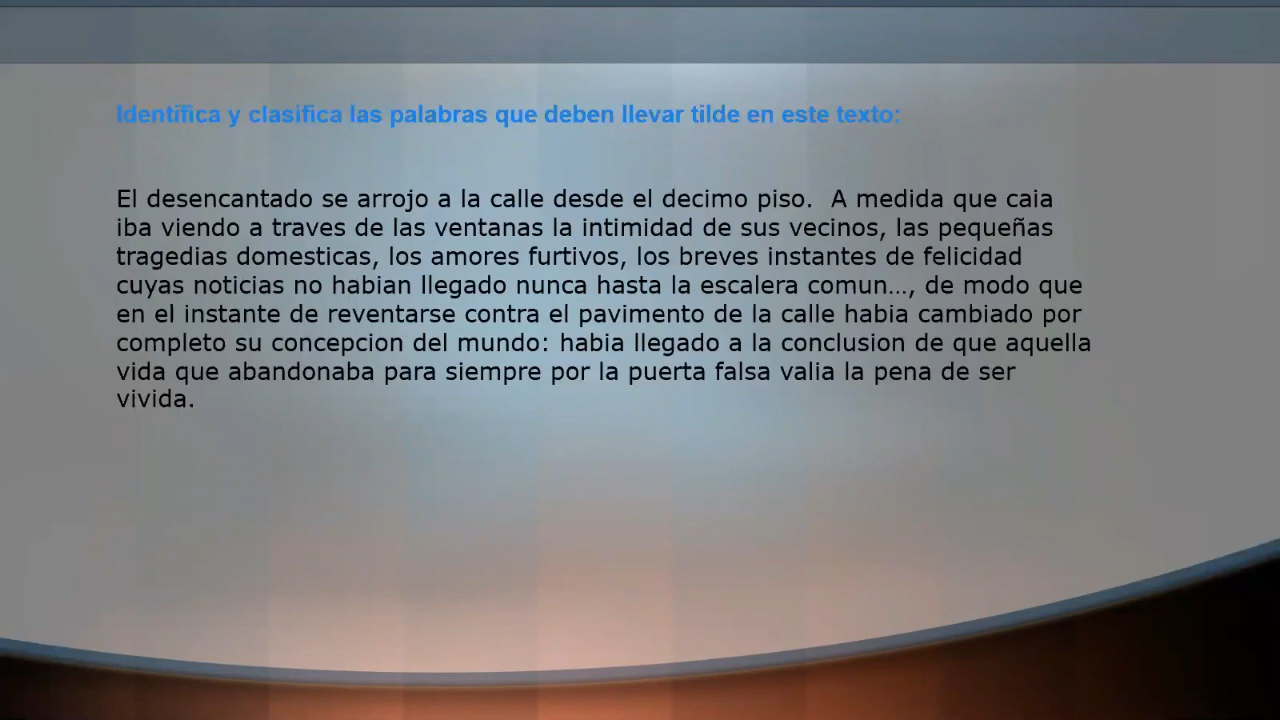 Identifica y clasifica las palabras que deben llevar tilde en este texto:
El desencantado se arrojo a la calle desde el decimo piso.  A medida que caia
iba viendo a traves de las ventanas la intimidad de sus vecinos, las pequeñas
tragedias domesticas, los amores furtivos, los breves instantes de felicidad
cuyas noticias no habian llegado nunca hasta la escalera comun…, de modo que
en el instante de reventarse contra el pavimento de la calle habia cambiado por
completo su concepcion del mundo: habia llegado a la conclusion de que aquella
vida que abandonaba para siempre por la puerta falsa valia la pena de ser
vivida.